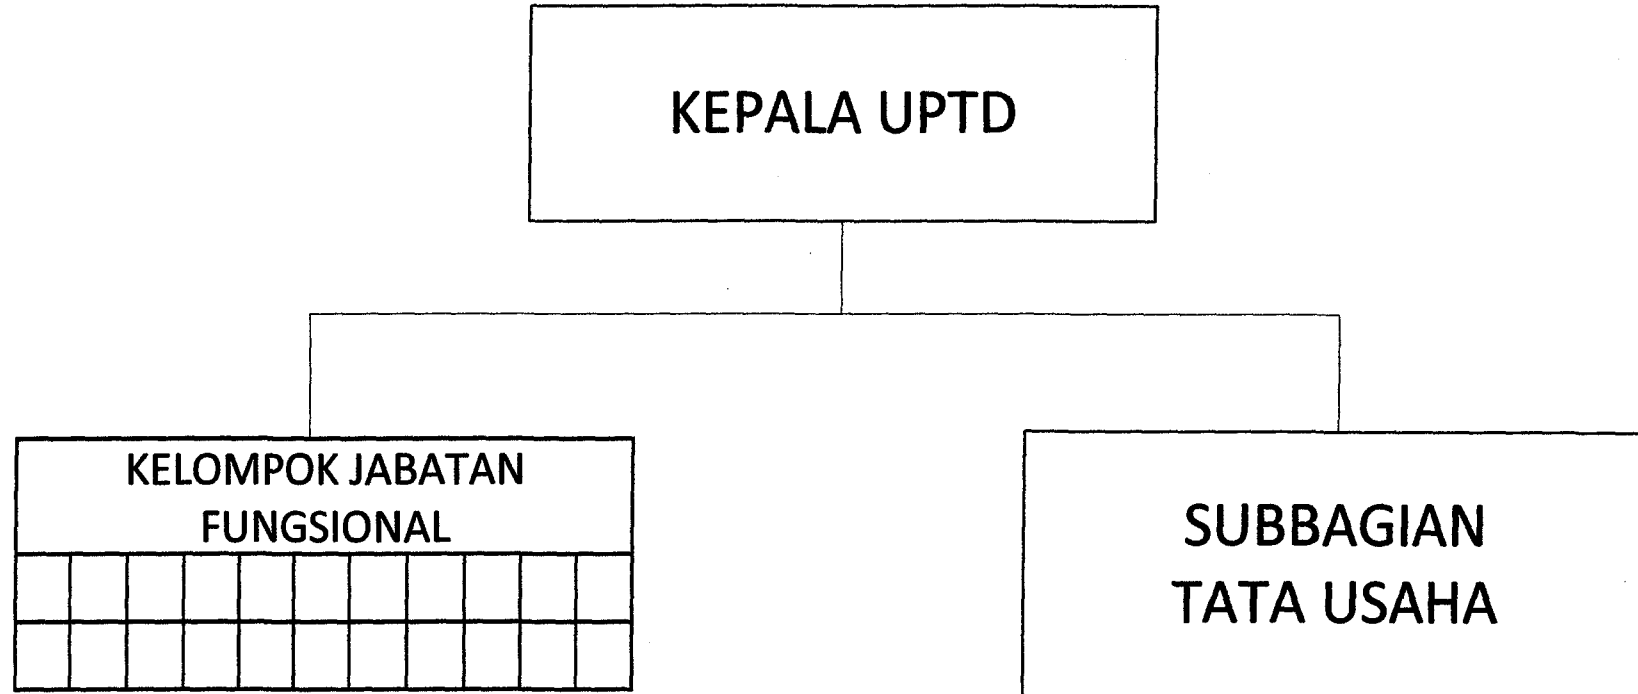 KEPALA UPTD
KELOMPOK JABATAN
FUNGSIONAL
SUBBAGIAN
TATA USAHA